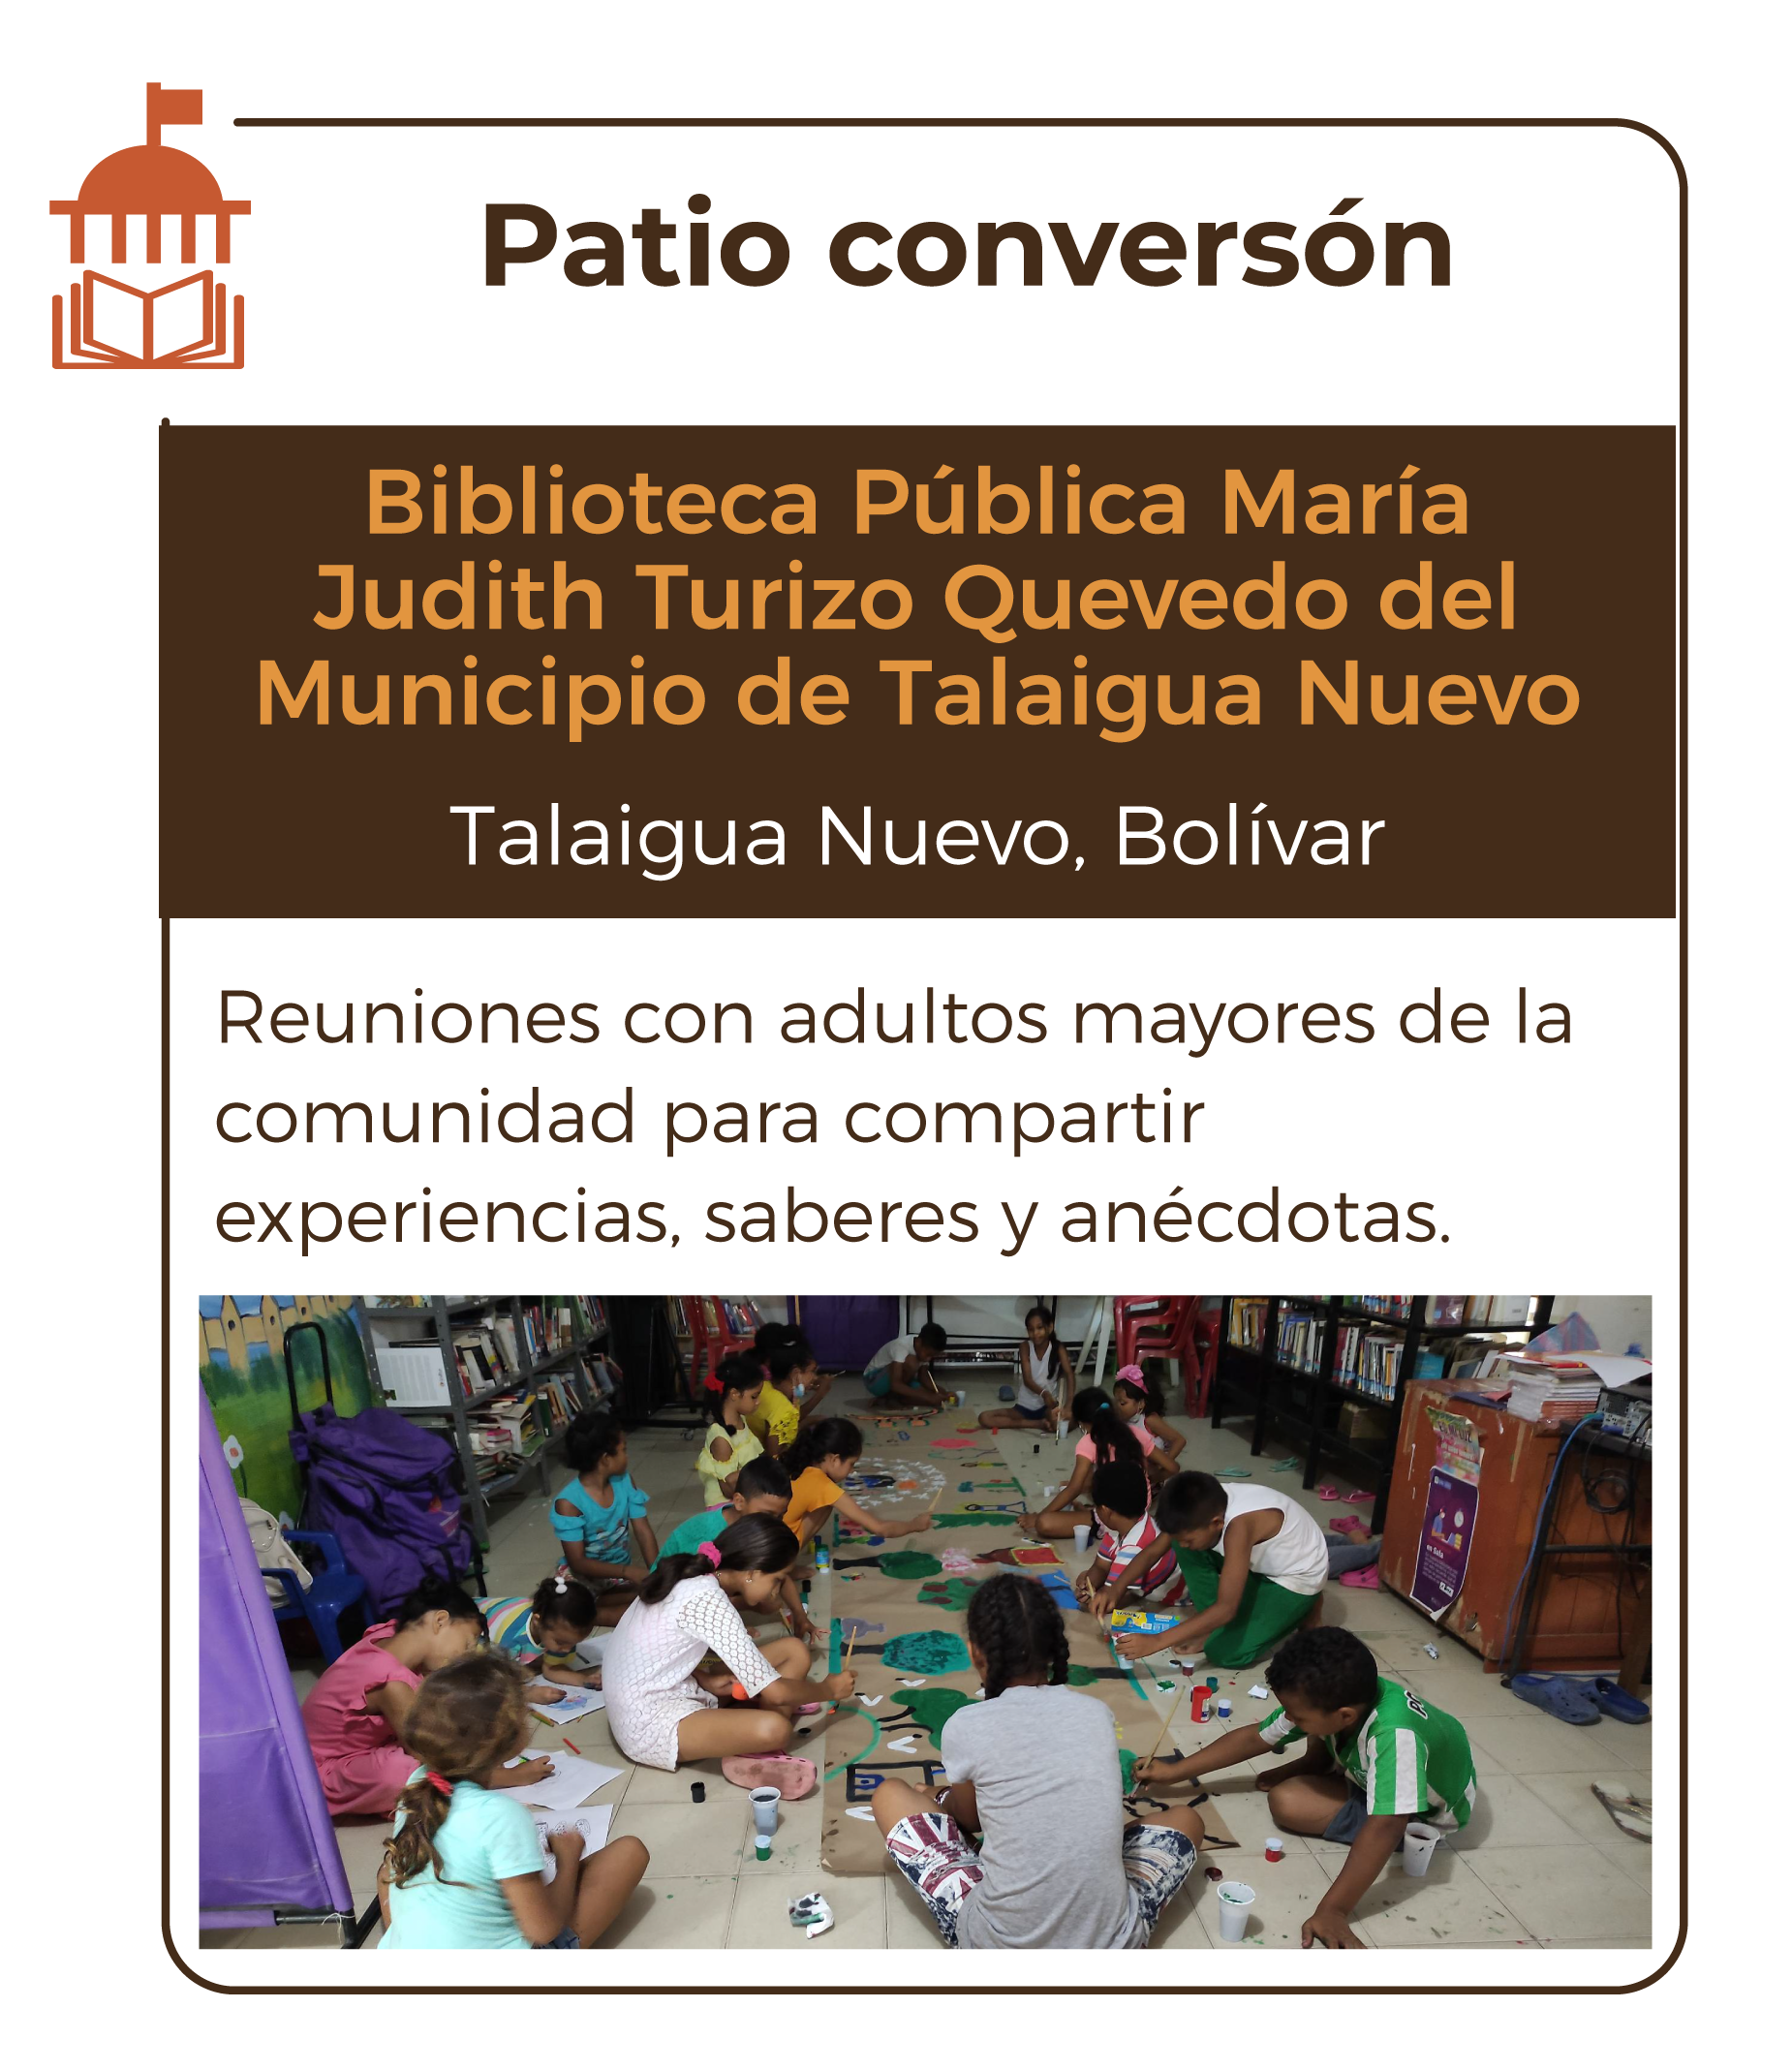 Patio conversón
Biblioteca Pública María
Judith Turizo Quevedo del
Municipio de Talaigua Nuevo
Talaigua Nuevo, Bolívar
Reuniones con adultos mayores de la
comunidad para compartir
experiencias, saberes y anécdotas.